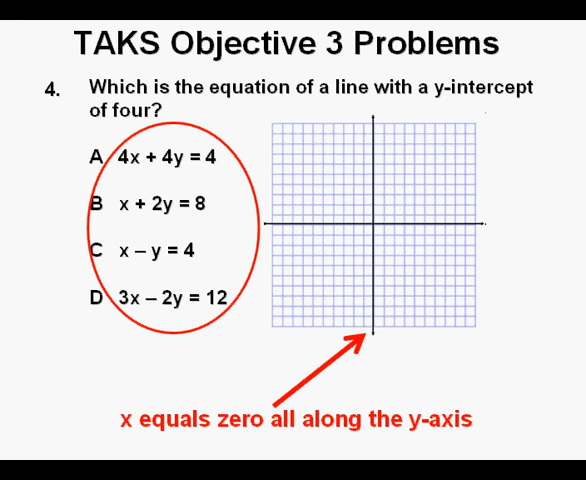 TAKS Objective 3 Problems
4. Which is the equation of a line with a y-intercept
of four?
A 4x + 4y = 4
B x + 2y = 8
C x – y = 4
D 3x – 2y = 12
x equals zero all along the y-axis